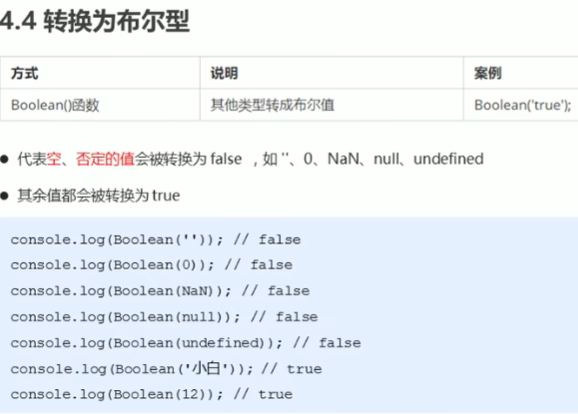 4.4 转换为布尔型
方式 说明 案例
Boolean()函数 其他类型转成布尔值 Boolean('true');
● 代表空、否定的值会被转换为 false ，如 ''、0、NaN、null、undefined
● 其余值都会被转换为 true
console.log(Boolean('')); // false
console.log(Boolean(0)); // false
console.log(Boolean(NaN)); // false
console.log(Boolean(null)); // false
console.log(Boolean(undefined)); // false
console.log(Boolean('小白')); // true
console.log(Boolean(12)); // true